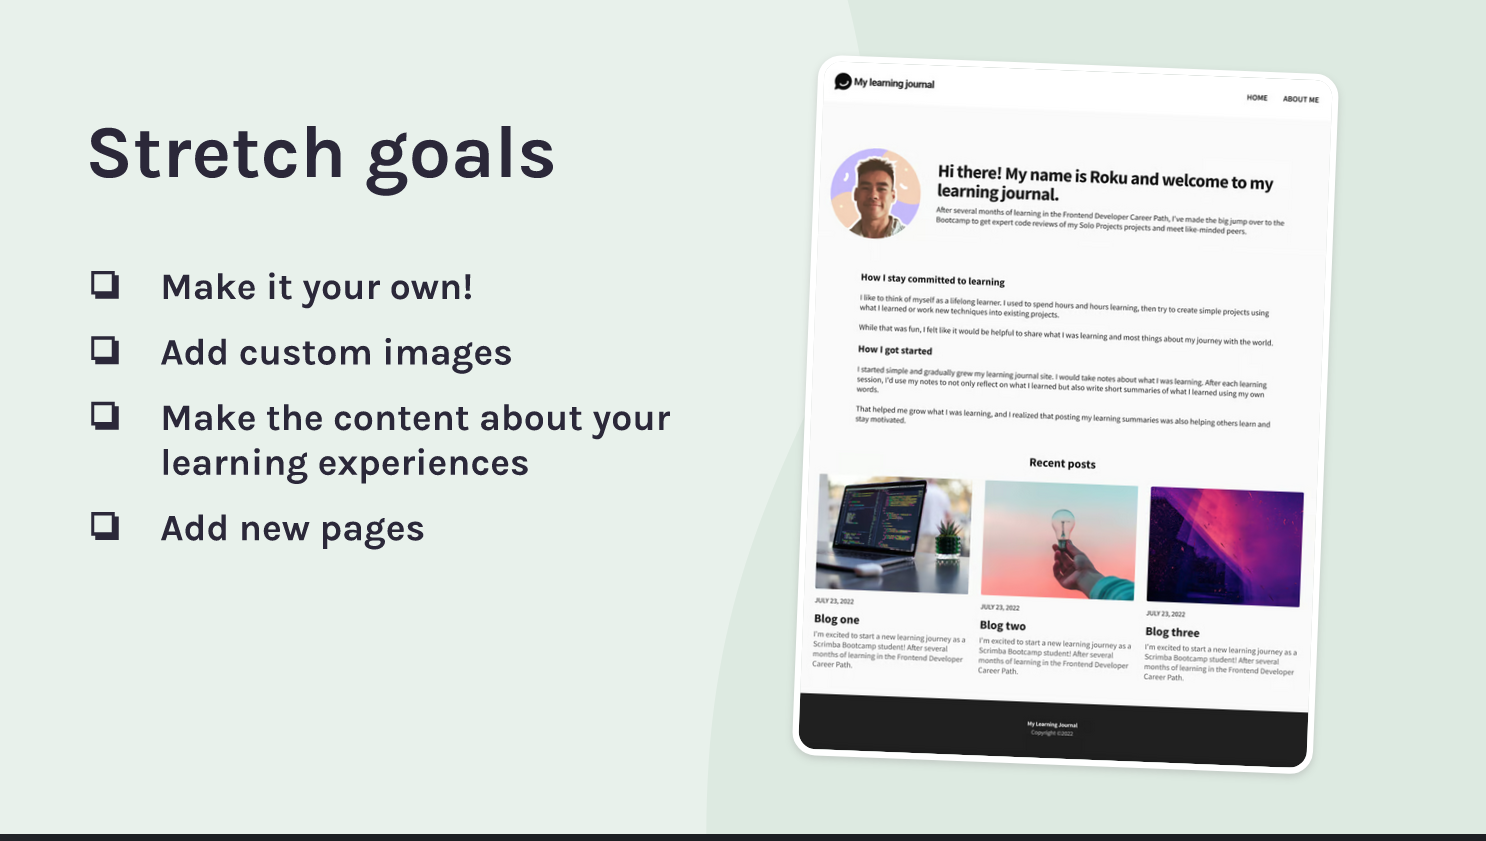 Stretch goals
Make it your own!
Add custom images
Make the content about your
learning experiences
Add new pages
My learning journal
HOME ABOUT ME
Hi there! My name is Roku and welcome to my
learning journal.
After several months of learning in the Frontend Developer Career Path, I've made the big jump over to the
Bootcamp to get expert code reviews of my Solo Projects projects and meet like-minded peers.
How I stay committed to learning
I like to think of myself as a lifelong learner. I used to spend hours and hours learning, then try to create simple projects using
what I learned or work new techniques into existing projects.
While that was fun, I felt like it would be helpful to share what I was learning and most things about my journey with the world.
How I got started
I started simple and gradually grew my learning journal site. I would take notes about what I was learning. After each learning
session, I'd use my notes to not only reflect on what I learned but also write short summaries of what I learned using my own
words.
That helped me grow what I was learning, and I realized that posting my learning summaries was also helping others learn and
stay motivated.
Recent posts
JULY 23, 2022
Blog one
I'm excited to start a new learning journey as a
Scrimba Bootcamp student! After several
months of learning in the Frontend Developer
Career Path.
JULY 23, 2022
Blog two
I'm excited to start a new learning journey as a
Scrimba Bootcamp student! After several
months of learning in the Frontend Developer
Career Path.
JULY 23, 2022
Blog three
I'm excited to start a new learning journey as a
Scrimba Bootcamp student! After several
months of learning in the Frontend Developer
Career Path.
My Learning Journal
Copyright ©2022